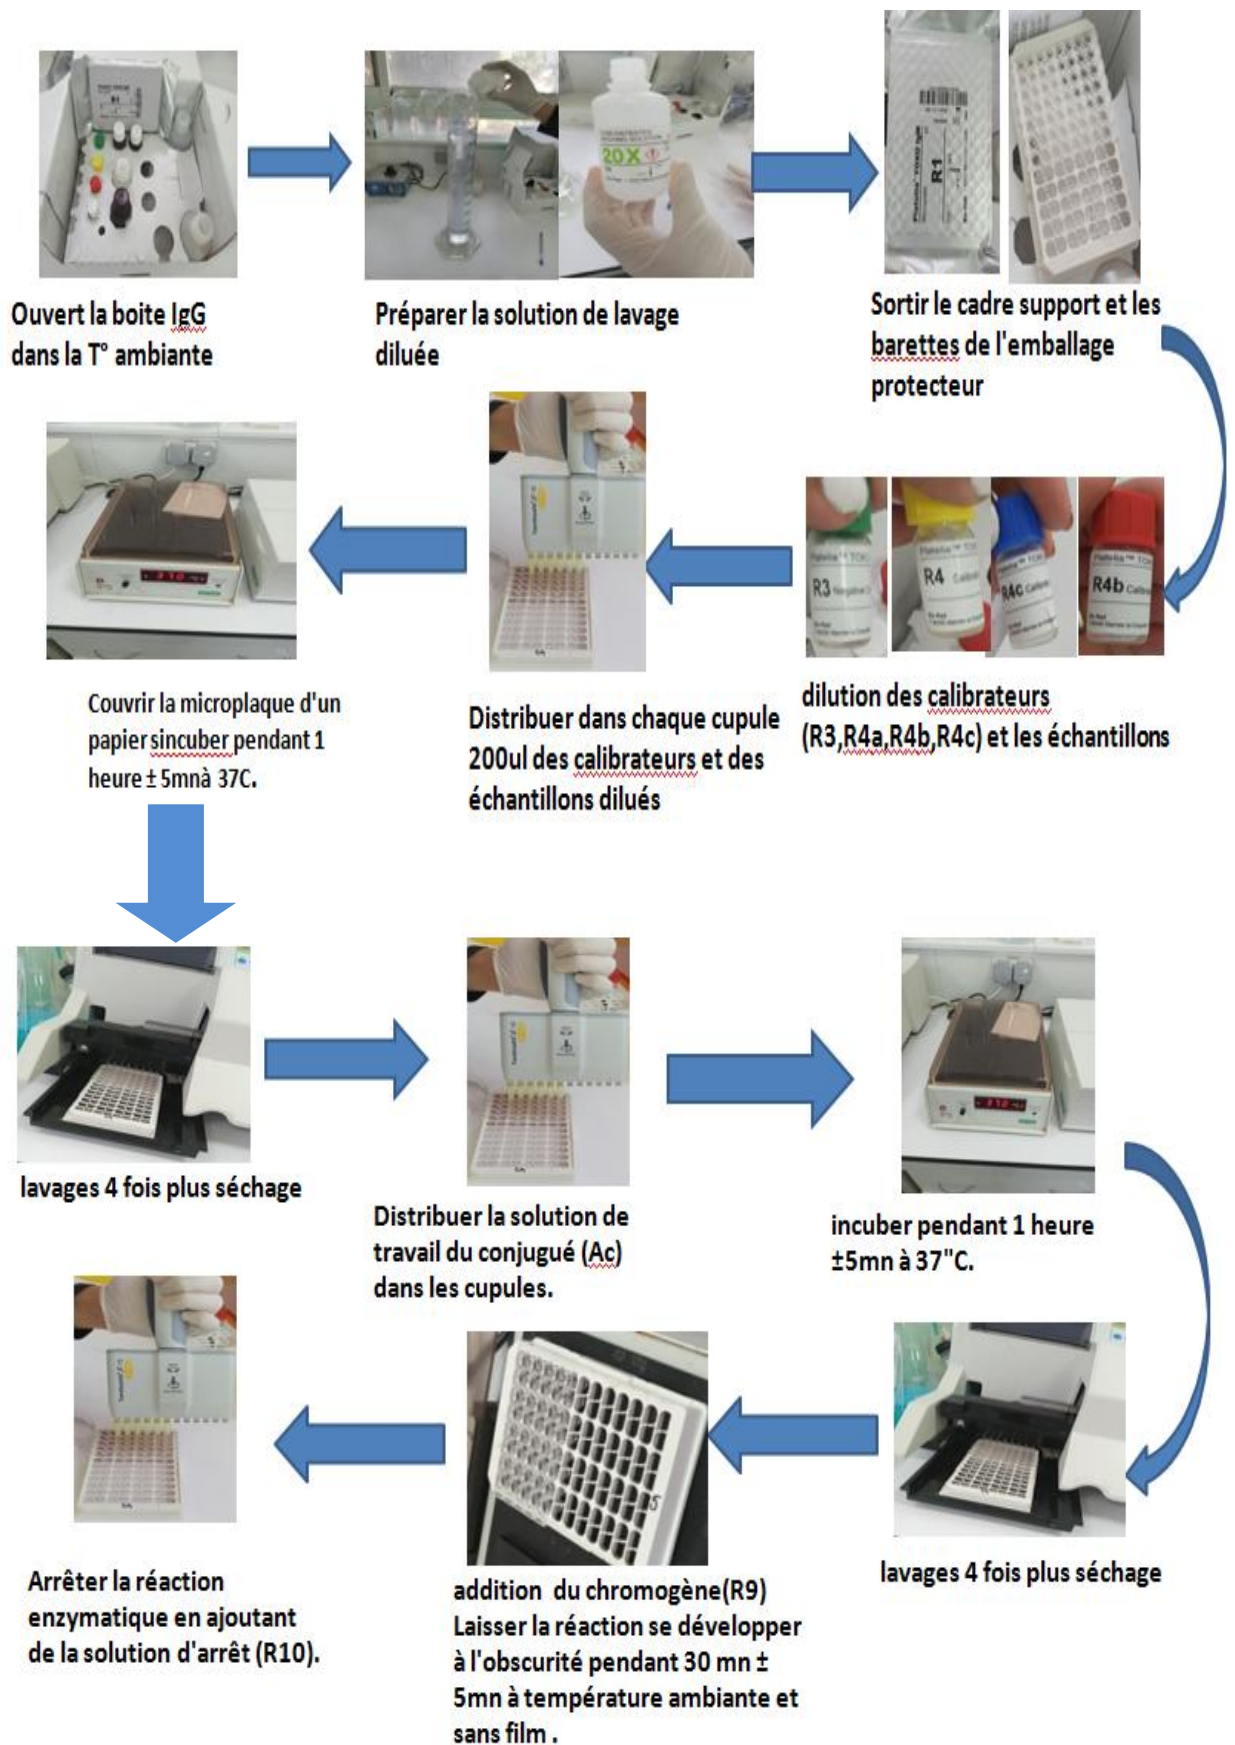 Ouvert la boite IgG
dans la T° ambiante
20X
Préparer la solution de lavage
diluée
R1
Sortir le cadre support et les
barettes de l'emballage
protecteur
R3
R4
R4c
R4b
dilution des calibrateurs
(R3,R4a,R4b,R4c) et les échantillons
Distribuer dans chaque cupule
200ul des calibrateurs et des
échantillons dilués
Couvrir la microplaque d'un
papier sincuber pendant 1
heure ± 5mnà 37C.
lavages 4 fois plus séchage
Distribuer la solution de
travail du conjugué (Ac)
dans les cupules.
incuber pendant 1 heure
±5mn à 37"C.
lavages 4 fois plus séchage
addition du chromogène(R9)
Laisser la réaction se développer
à l'obscurité pendant 30 mn ±
5mn à température ambiante et
sans film .
Arrêter la réaction
enzymatique en ajoutant
de la solution d'arrêt (R10).